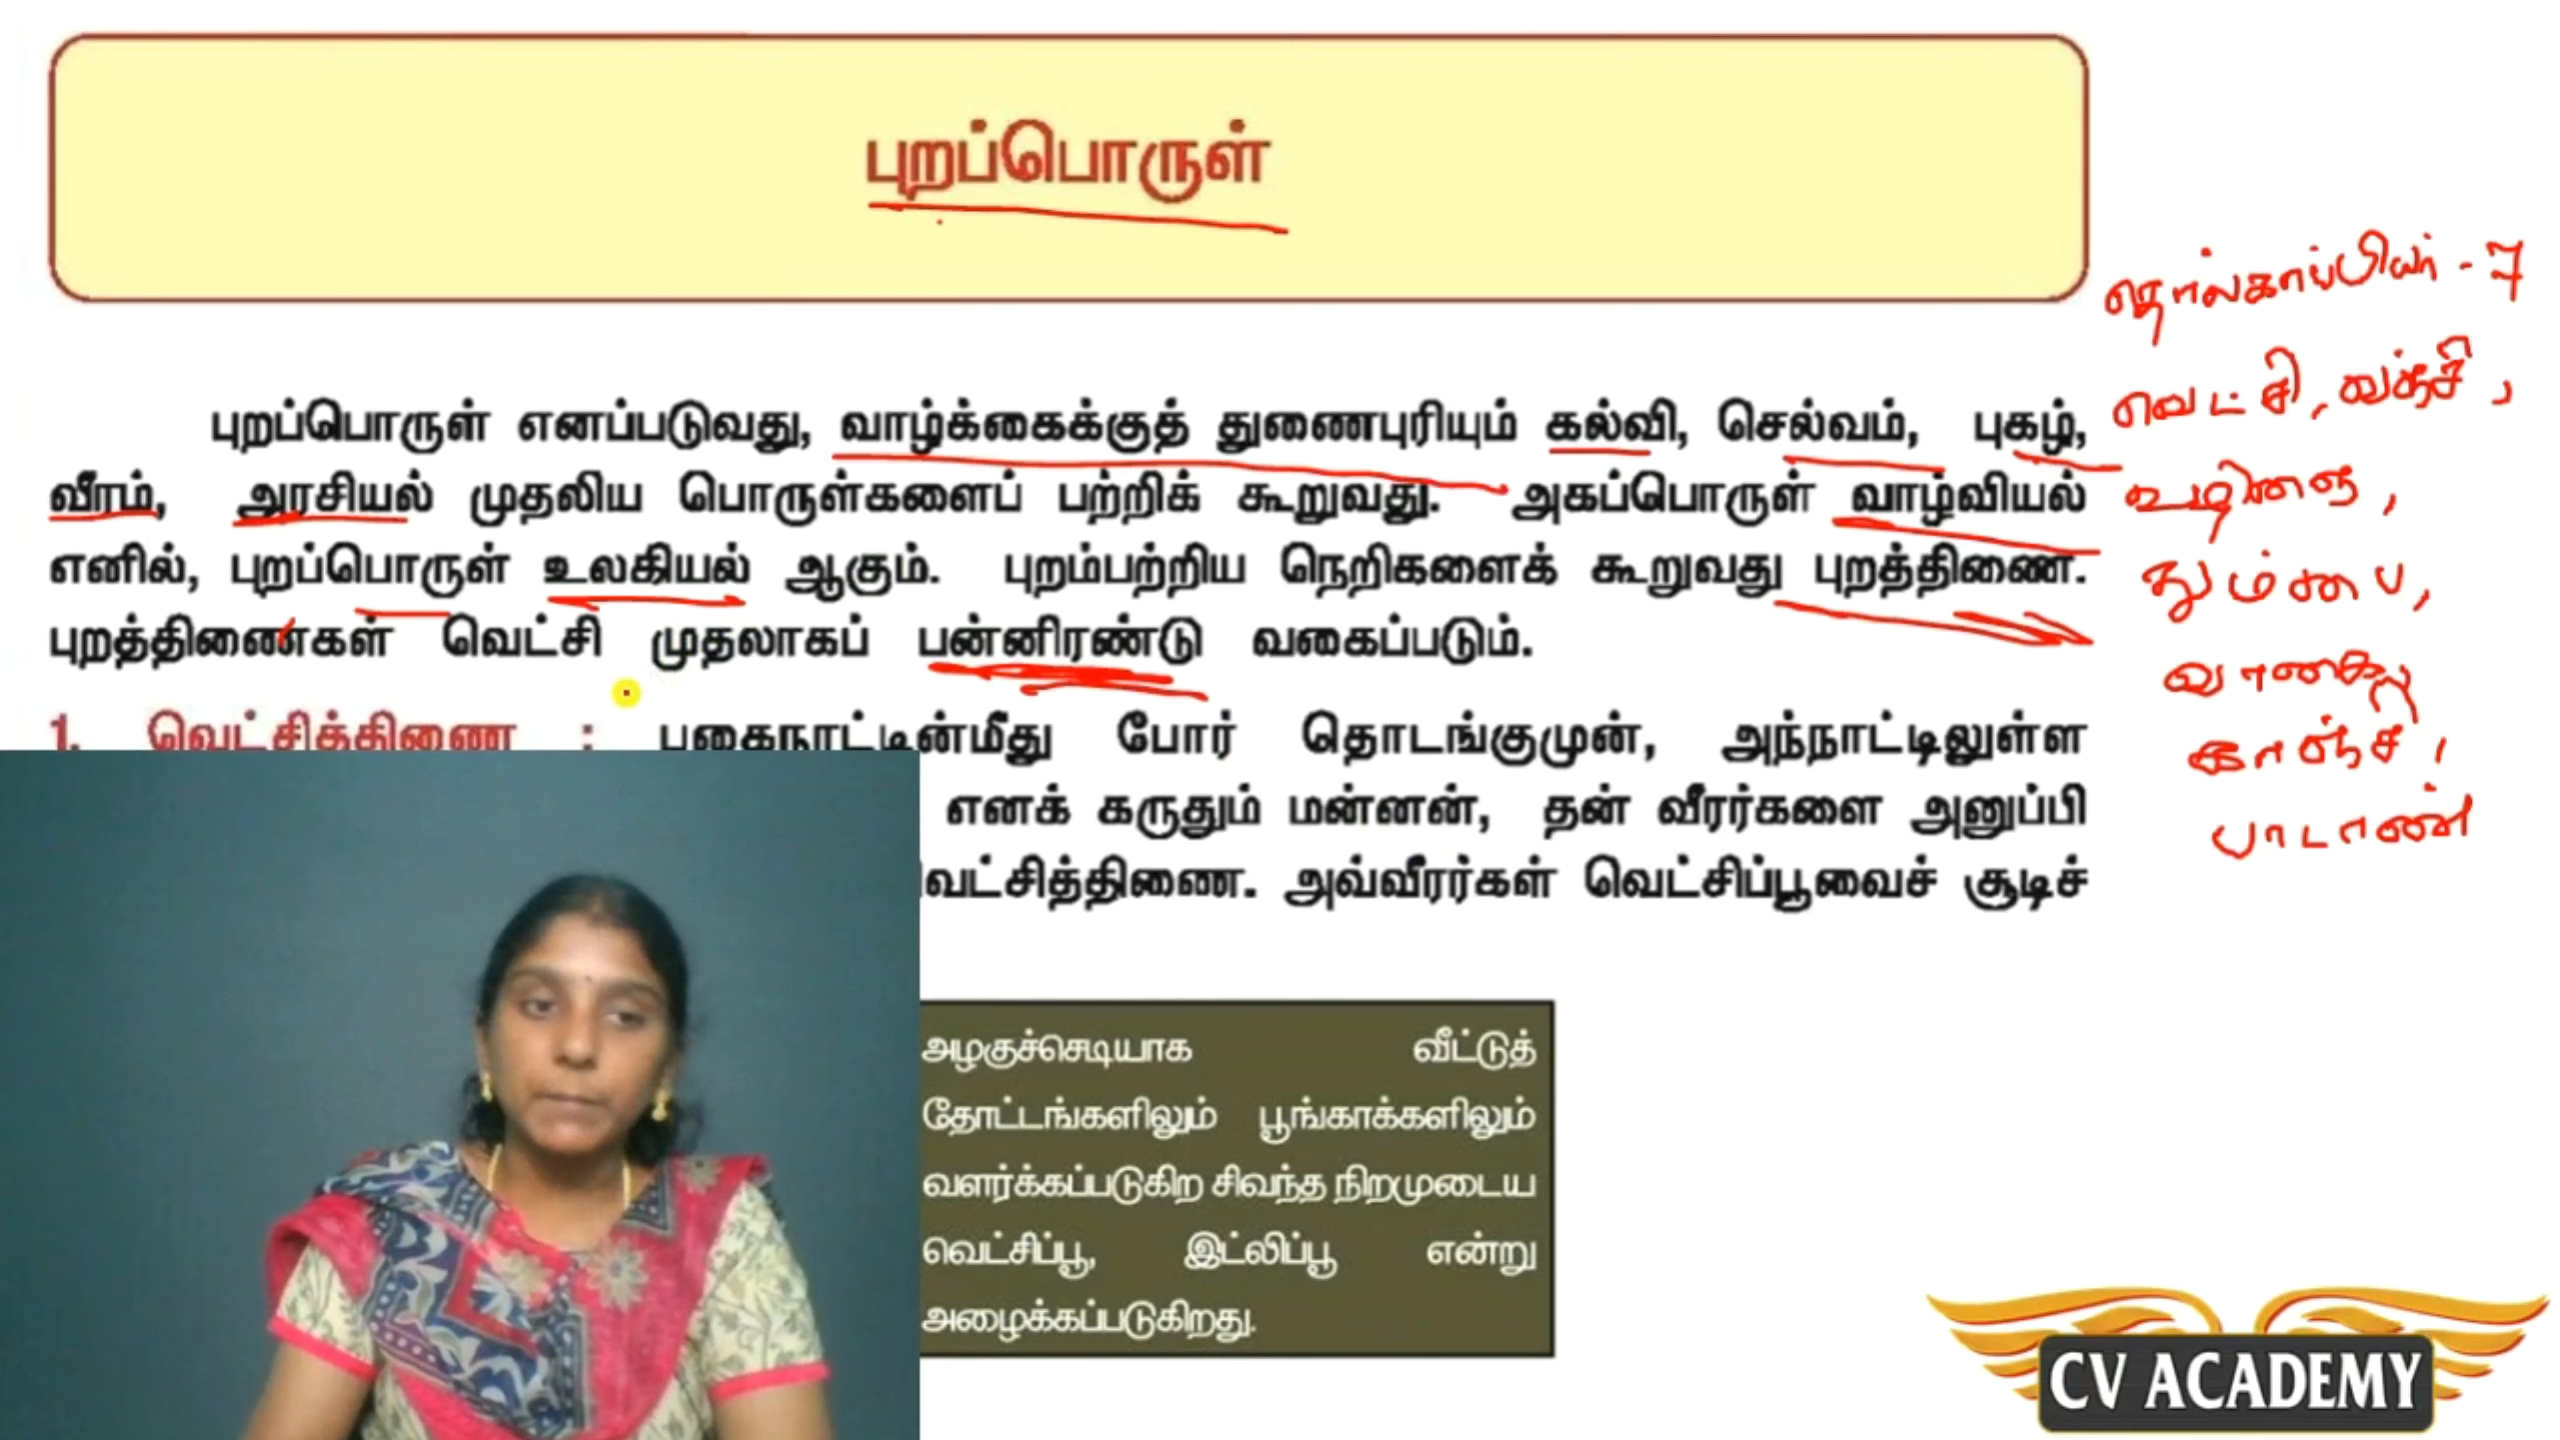 புறப்பொருள்
புறப்பொருள் எனப்படுவது, வாழ்க்கைக்குத் துணைபுரியும் கல்வி, செல்வம், புகழ்,
வீரம், அரசியல் முதலிய பொருள்களைப் பற்றிக் கூறுவது. அகப்பொருள் வாழ்வியல்
எனில், புறப்பொருள் உலகியல் ஆகும். புறம்பற்றிய நெறிகளைக் கூறுவது புறத்திணை.
புறத்திணைகள் வெட்சி முதலாகப் பன்னிரண்டு வகைப்படும்.
1. வெட்சித்திணை : பகைநாட்டின்மீது போர் தொடங்குமுன், அந்நாட்டிலுள்ள
எனக் கருதும் மன்னன், தன் வீரர்களை அனுப்பி
வெட்சித்திணை. அவ்வீரர்கள் வெட்சிப்பூவைச் சூடிச்
தொல்காப்பியர் - 7
வெட்சி, வஞ்சி,
உழிஞை,
தும்பை,
வாகை,
காஞ்சி,
பாடாண்
அழகுச்செடியாக வீட்டுத்
தோட்டங்களிலும் பூங்காக்களிலும்
வளர்க்கப்படுகிற சிவந்த நிறமுடைய
வெட்சிப்பூ, இட்லிப்பூ என்று
அழைக்கப்படுகிறது.
CV ACADEMY